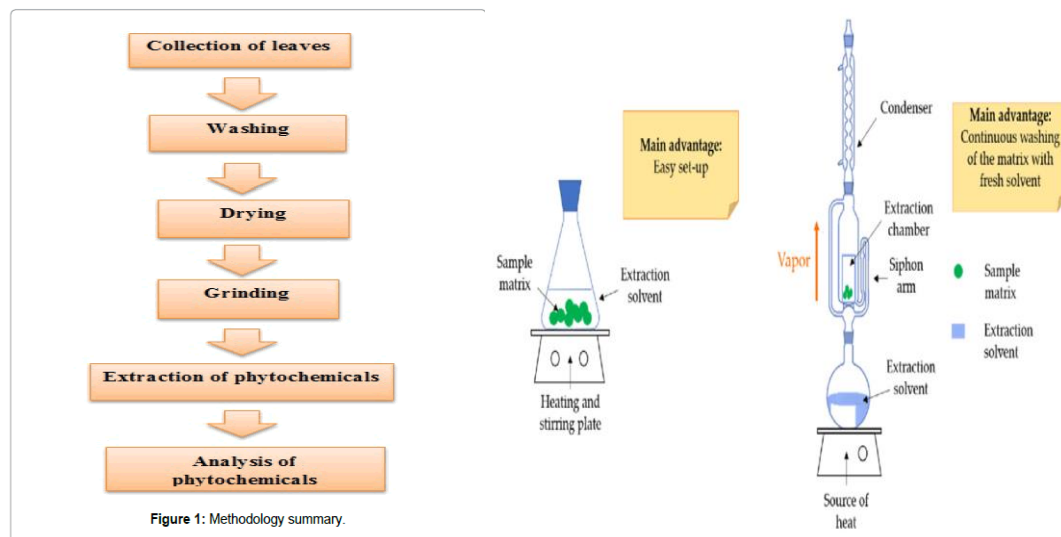 Collection of leaves
Washing
Drying
Grinding
Extraction of phytochemicals
Analysis of
phytochemicals
Figure 1: Methodology summary.
Main advantage:
Easy set-up
Sample
matrix
Extraction
solvent
Heating and
stirring plate
Condenser
Main advantage:
Continuous washing
of the matrix with
fresh solvent
Extraction
chamber
Vapor
Siphon
arm
Sample
matrix
Extraction
solvent
Extraction
solvent
Source of
heat